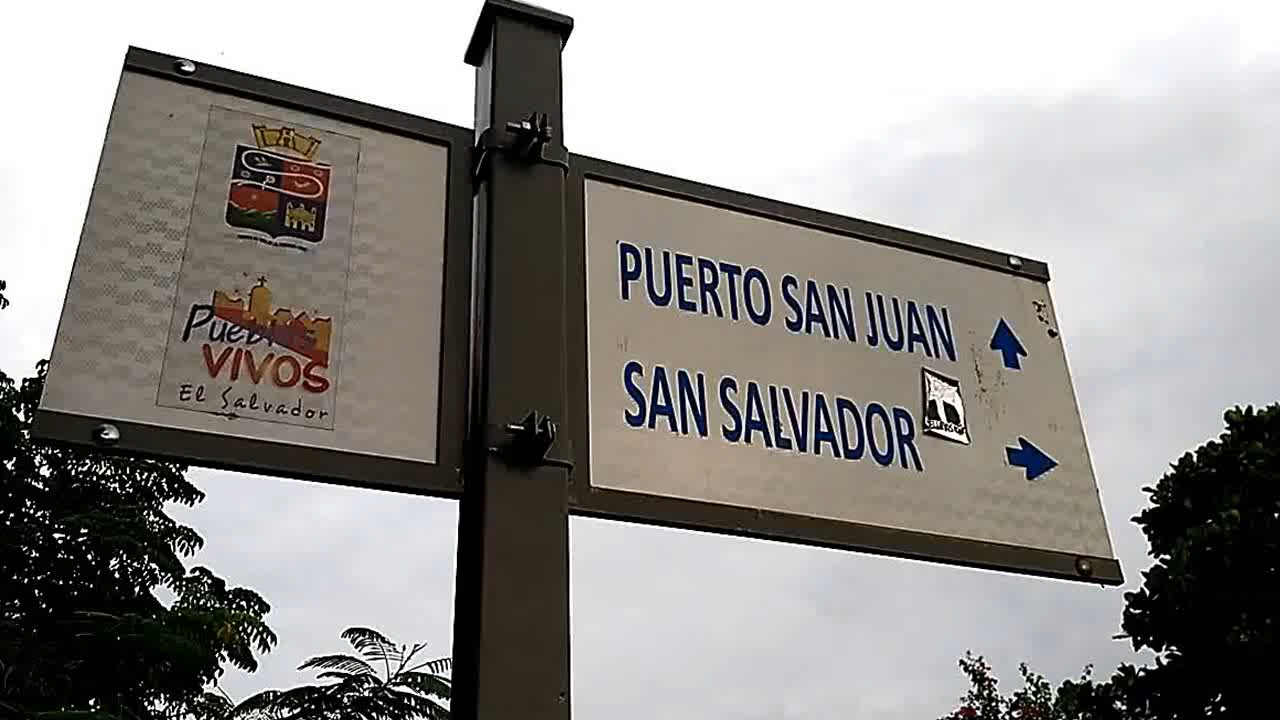 Pueblos
VIVOS
El Salvador
PUERTO SAN JUAN
SAN SALVADOR